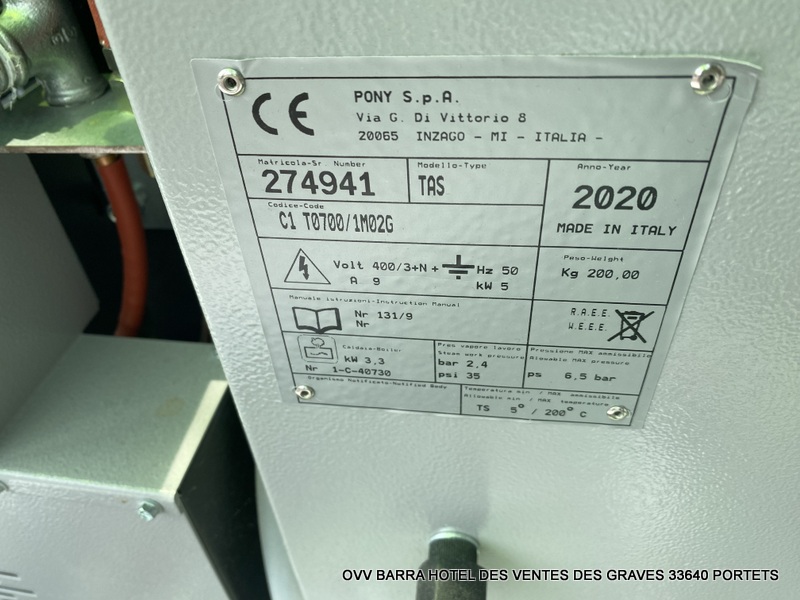 CE
PONY S.p.A.
Via G. Di Vittorio 8
20065 INZAGO - MI - ITALIA -
Matricola-Sr. Number
274941
Modello-Type
TAS
Anno-Year
2020
MADE IN ITALY
Codice-Code
C1 T0700/1M02G
Volt 400/3+N + Hz 50
A 9 kW 5
Peso-Weight
Kg 200,00
Manuale istruzioni-Instruction Manual
Nr 131/9
Nr
R.A.E.E.
W.E.E.E.
Caldaia-Boiler
kW 3,3
Nr 1-C-40730
Pres vapore lavoro
Steam work pressure
bar 2,4
psi 35
Pressione MAX ammissibile
Allowable MAX pressure
ps 6,5 bar
Organismo Notificato-Notified Body
Temperatura min / MAX ammissibile
Allowable min / MAX temperature
TS 5° / 200° C
OVV BARRA HOTEL DES VENTES DES GRAVES 33640 PORTETS